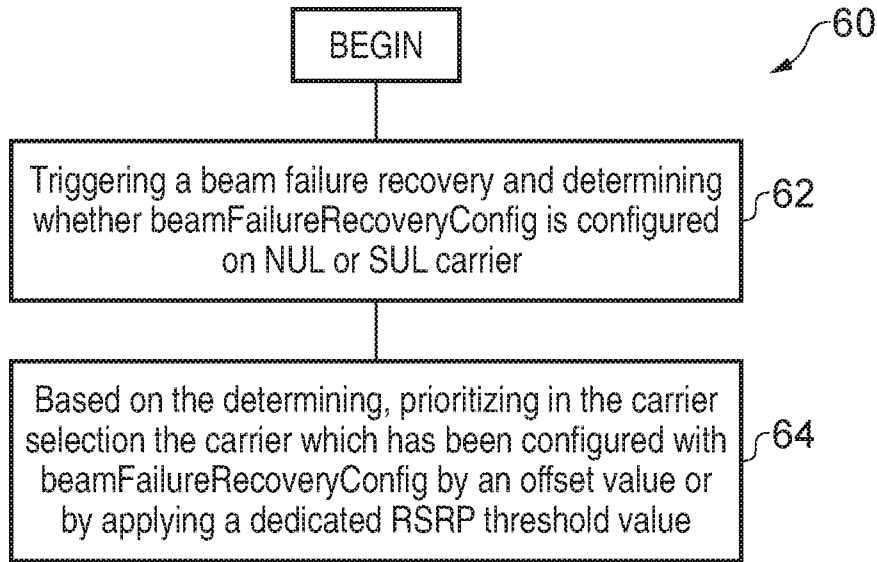 BEGIN
60
Triggering a beam failure recovery and determining
whether beamFailureRecoveryConfig is configured
on NUL or SUL carrier
62
Based on the determining, prioritizing in the carrier
selection the carrier which has been configured with
beamFailureRecoveryConfig by an offset value or
by applying a dedicated RSRP threshold value
64